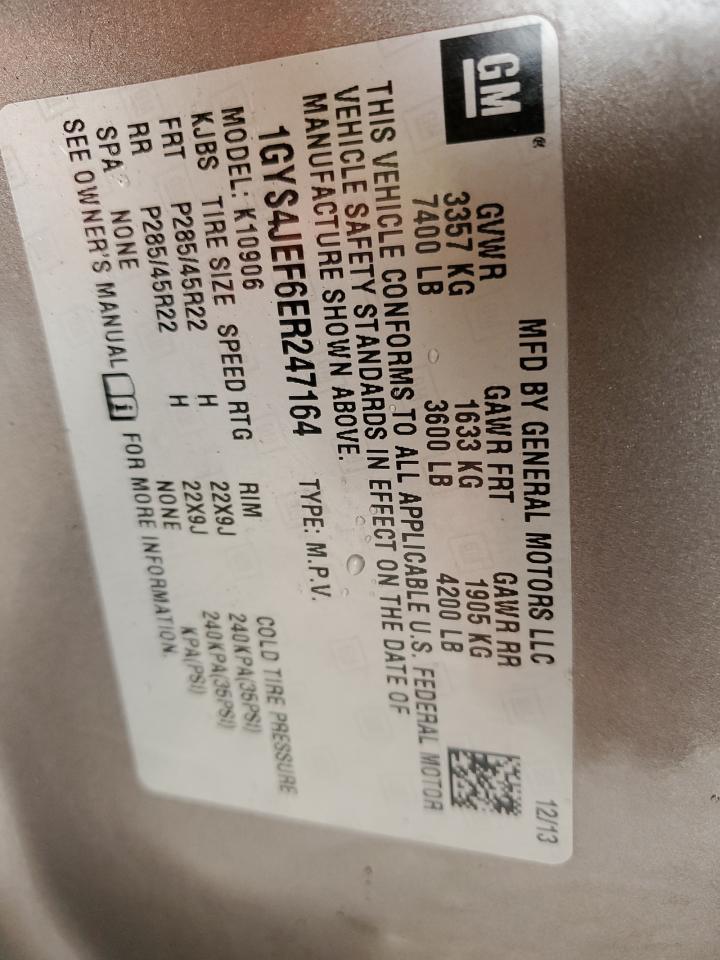 GM
MFD BY GENERAL MOTORS LLC 12/13
GVWR GAWR FRT GAWR RR
3357 KG 1633 KG 1905 KG
7400 LB 3600 LB 4200 LB
THIS VEHICLE CONFORMS TO ALL APPLICABLE U.S. FEDERAL MOTOR
VEHICLE SAFETY STANDARDS IN EFFECT ON THE DATE OF
MANUFACTURE SHOWN ABOVE.
1GYS4JEF6ER247164 TYPE: M.P.V.
MODEL: K10906
KJBS TIRE SIZE SPEED RTG RIM COLD TIRE PRESSURE
FRT P285/45R22 H 22X9J 240KPA(35PSI)
RR P285/45R22 H 22X9J 240KPA(35PSI)
SPA NONE NONE KPA(PSI)
SEE OWNER'S MANUAL i FOR MORE INFORMATION.